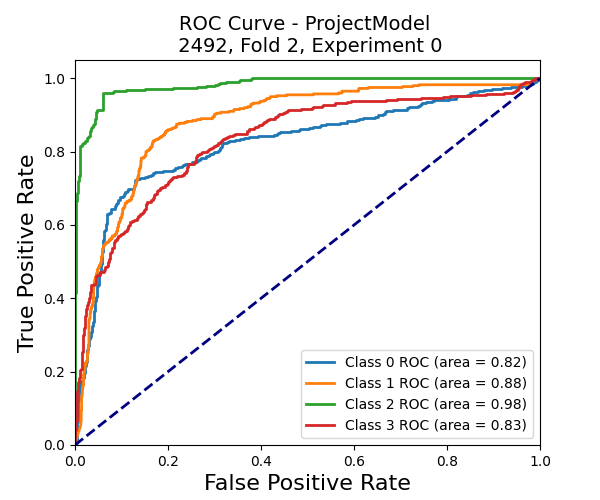 ROC Curve - ProjectModel
2492, Fold 2, Experiment 0
True Positive Rate
1.0
0.8
0.6
0.4
0.2
0.0
Class 0 ROC (area = 0.82)
Class 1 ROC (area = 0.88)
Class 2 ROC (area = 0.98)
Class 3 ROC (area = 0.83)
0.0 0.2 0.4 0.6 0.8 1.0
False Positive Rate